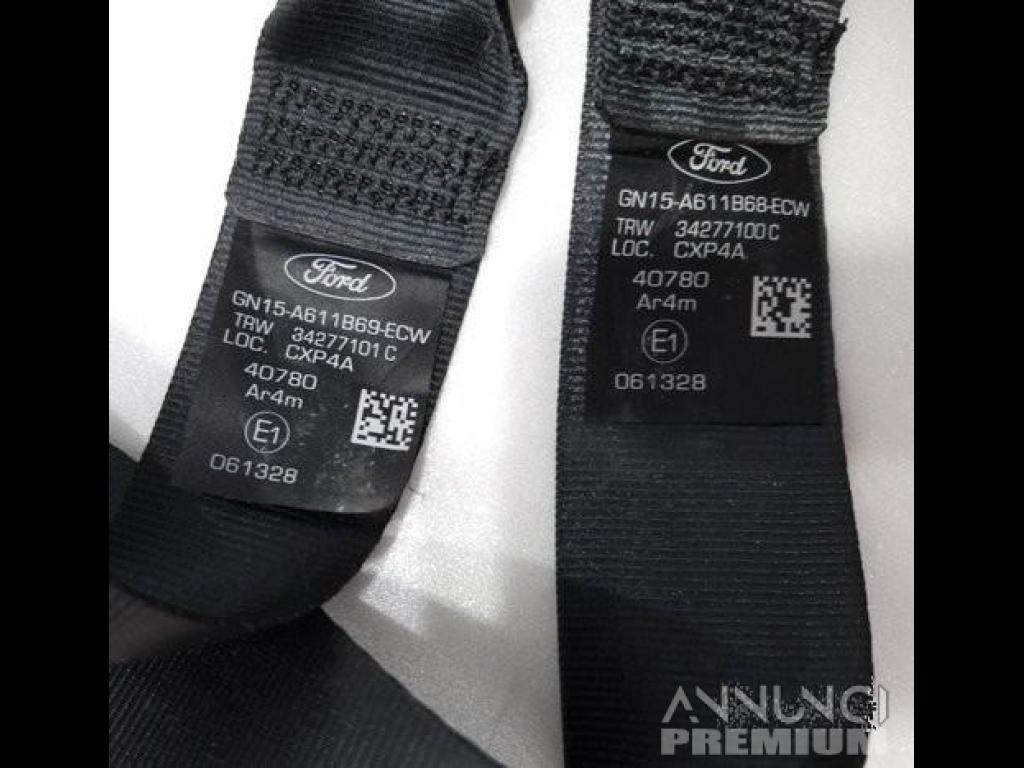 Ford
GN15-A611B69-ECW
TRW 34277101 C
LOC. CXP4A
40780
Ar4m
E1
061328
Ford
GN15-A611B68-ECW
TRW 34277100 C
LOC. CXP4A
40780
Ar4m
E1
061328
ANNUNCI
PREMIUM